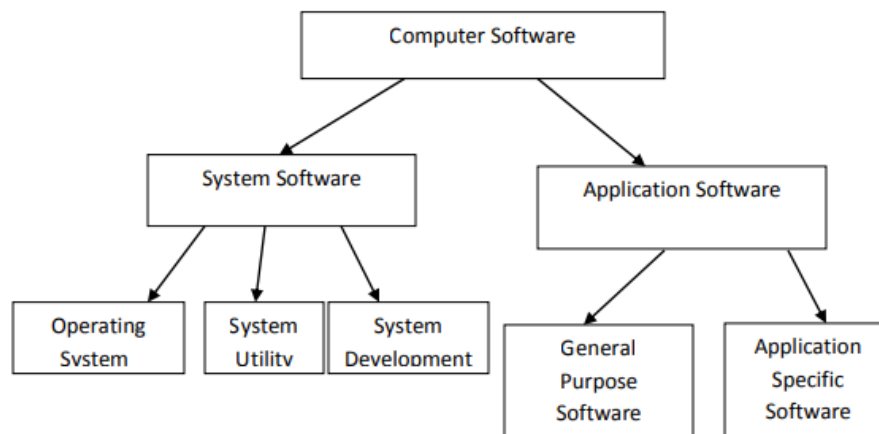 Computer Software
System Software
Application Software
Operating
System
System
Utility
System
Development
General
Purpose
Software
Application
Specific
Software